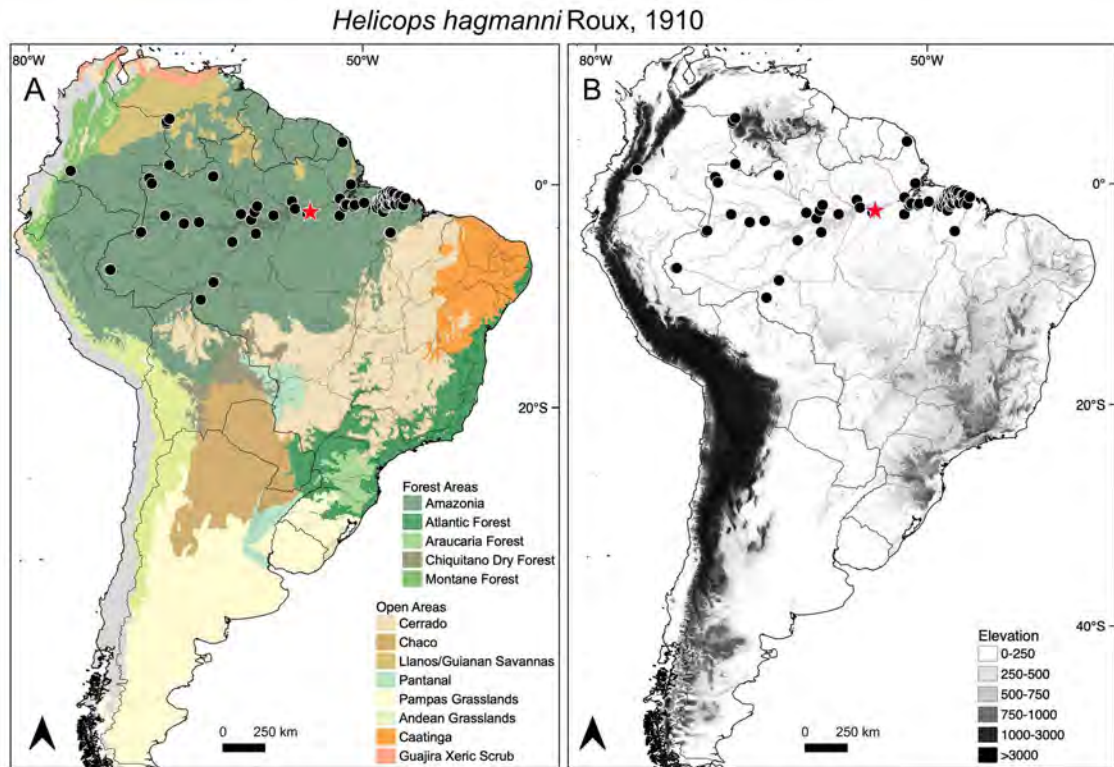 Helicops hagmanni Roux, 1910
A
80°W
50°W
0°
20°S
Forest Areas
Amazonia
Atlantic Forest
Araucaria Forest
Chiquitano Dry Forest
Montane Forest
Open Areas
Cerrado
Chaco
Llanos/Guianan Savannas
Pantanal
Pampas Grasslands
Andean Grasslands
Caatinga
Guajira Xeric Scrub
0 250 km
B
80°W
50°W
0°
20°S
40°S
Elevation
0-250
250-500
500-750
750-1000
1000-3000
>3000
0 250 km